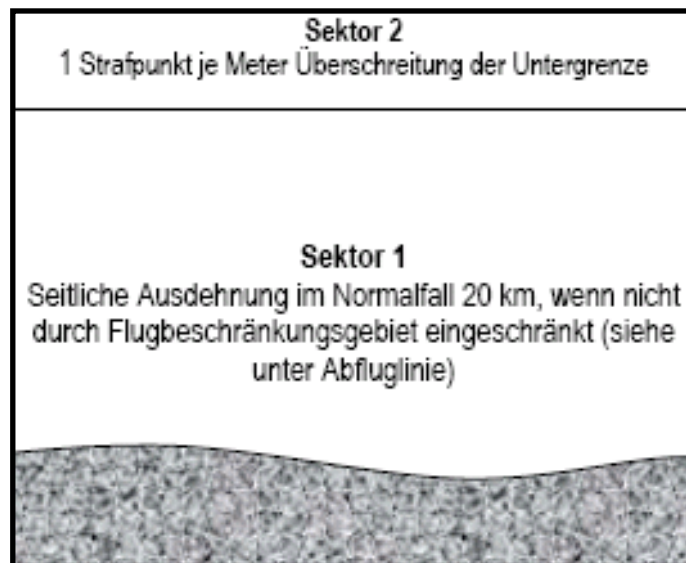 Sektor 2
1 Strafpunkt je Meter Überschreitung der Untergrenze
Sektor 1
Seitliche Ausdehnung im Normalfall 20 km, wenn nicht
durch Flugbeschränkungsgebiet eingeschränkt (siehe
unter Abfluglinie)